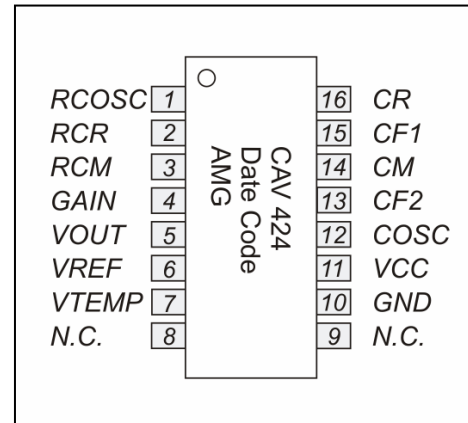 RCOSC 1 16 CR
RCR 2 15 CF1
RCM 3 14 CM
GAIN 4 13 CF2
VOUT 5 12 COSC
VREF 6 11 VCC
VTEMP 7 10 GND
N.C. 8 9 N.C.
CAV 424
Date Code
AMG